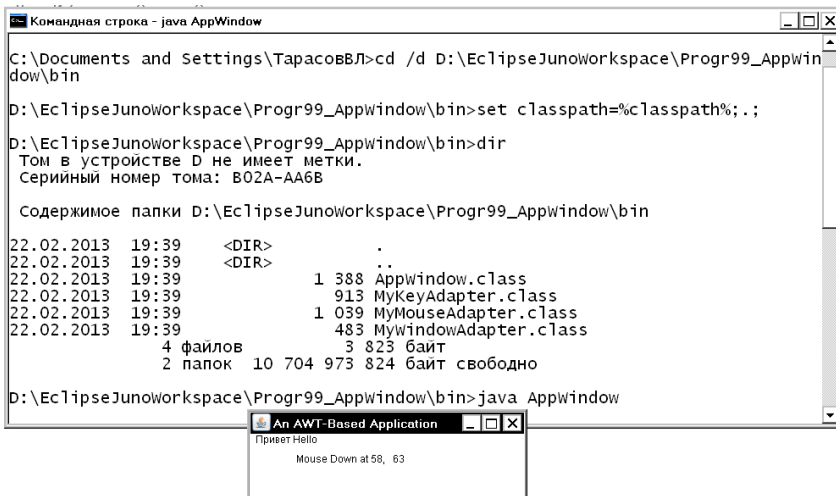 Командная строка - java AppWindow
C:\Documents and Settings\ТарасовВЛ>cd /d D:\EclipseJunoWorkspace\Progr99_AppWin
dow\bin
D:\EclipseJunoWorkspace\Progr99_AppWindow\bin>set classpath=%classpath%;.;
D:\EclipseJunoWorkspace\Progr99_AppWindow\bin>dir
Том в устройстве D не имеет метки.
Серийный номер тома: B02A-AA6B
Содержимое папки D:\EclipseJunoWorkspace\Progr99_AppWindow\bin
22.02.2013  19:39    <DIR>          .
22.02.2013  19:39    <DIR>          ..
22.02.2013  19:39             1 388 AppWindow.class
22.02.2013  19:39               913 MyKeyAdapter.class
22.02.2013  19:39             1 039 MyMouseAdapter.class
22.02.2013  19:39               483 MyWindowAdapter.class
4 файлов          3 823 байт
2 папок  10 704 973 824 байт свободно
D:\EclipseJunoWorkspace\Progr99_AppWindow\bin>java AppWindow
An AWT-Based Application
Привет Hello
Mouse Down at 58,  63